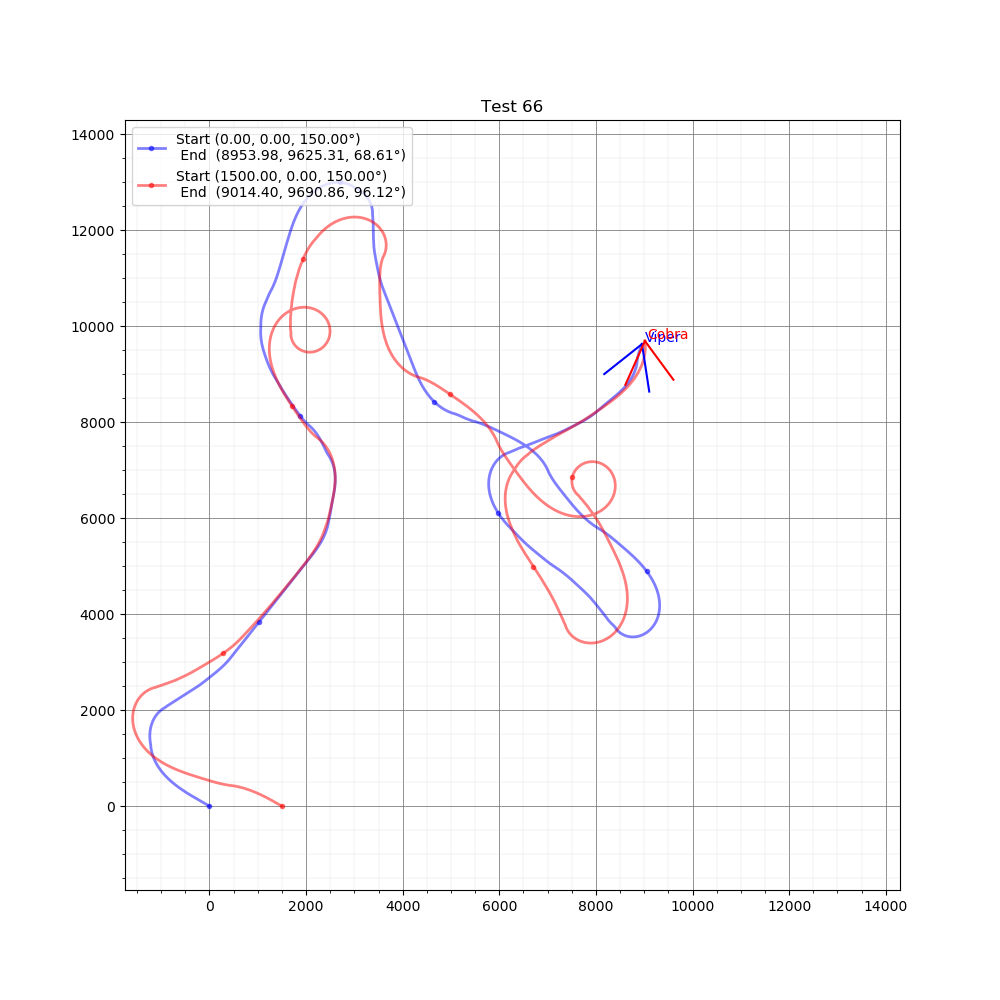 Test 66
14000
12000
10000
8000
6000
4000
2000
0
Start (0.00, 0.00, 150.00°)
End (8953.98, 9625.31, 68.61°)
Start (1500.00, 0.00, 150.00°)
End (9014.40, 9690.86, 96.12°)
Cobra
Viper
0
2000
4000
6000
8000
10000
12000
14000